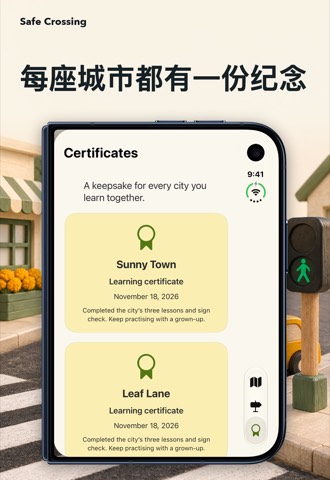 Safe Crossing
每座城市都有一份纪念
Certificates
9:41
A keepsake for every city you
learn together.
Sunny Town
Learning certificate
November 18, 2026
Completed the city's three lessons and sign
check. Keep practising with a grown-up.
Leaf Lane
Learning certificate
November 18, 2026
Completed the city's three lessons and sign
check. Keep practising with a grown-up.